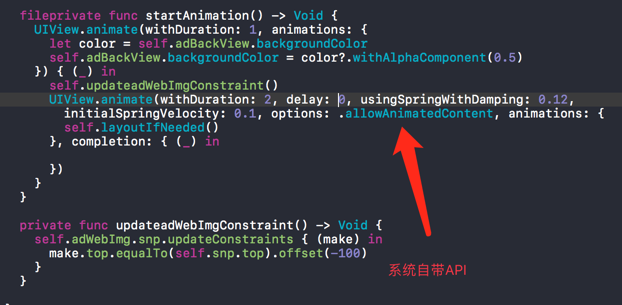 fileprivate func startAnimation() -> Void {
UIView.animate(withDuration: 1, animations: {
let color = self.adBackView.backgroundColor
self.adBackView.backgroundColor = color?.withAlphaComponent(0.5)
}) { (_) in
self.updateadWebImgConstraint()
UIView.animate(withDuration: 2, delay: 0, usingSpringWithDamping: 0.12,
initialSpringVelocity: 0.1, options: .allowAnimatedContent, animations: {
self.layoutIfNeeded()
}, completion: { (_) in
})
}
}
private func updateadWebImgConstraint() -> Void {
self.adWebImg.snp.updateConstraints { (make) in
make.top.equalTo(self.snp.top).offset(-100)
}
}
系统自带API